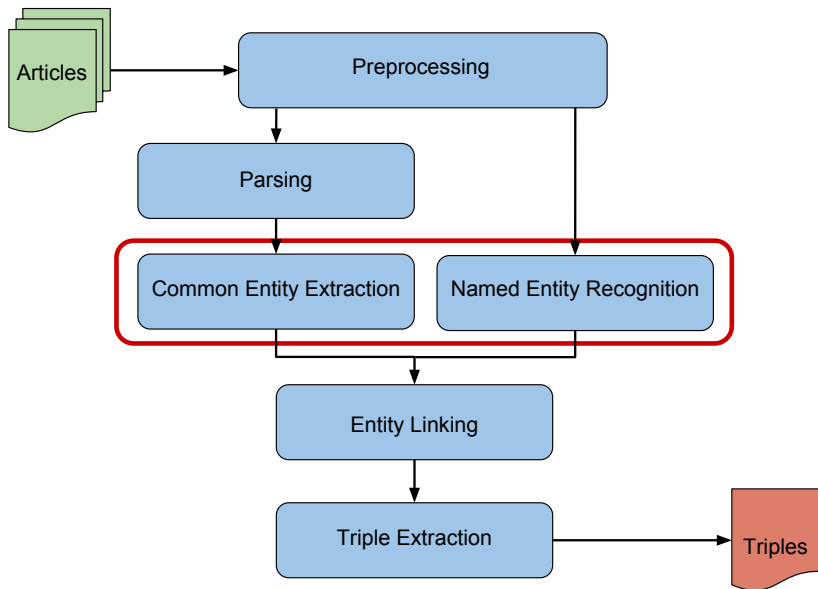 Articles
Preprocessing
Parsing
Common Entity Extraction
Named Entity Recognition
Entity Linking
Triple Extraction
Triples